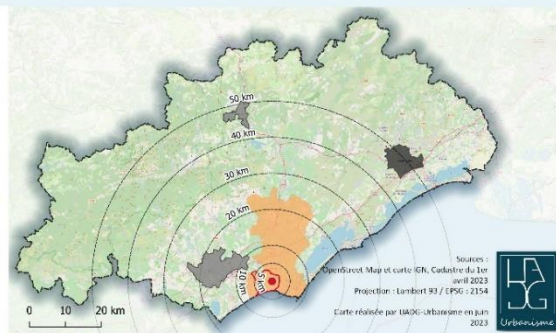 50 km
40 km
30 km
20 km
10 km
5 km
0 10 20 km
Sources :
OpenStreet Map et carte IGN, Cadastre du 1er
avril 2023
Projection : Lambert 93 / EPSG : 2154
Carte réalisée par UADG-Urbanisme en juin
2023
UADG
Urbanisme